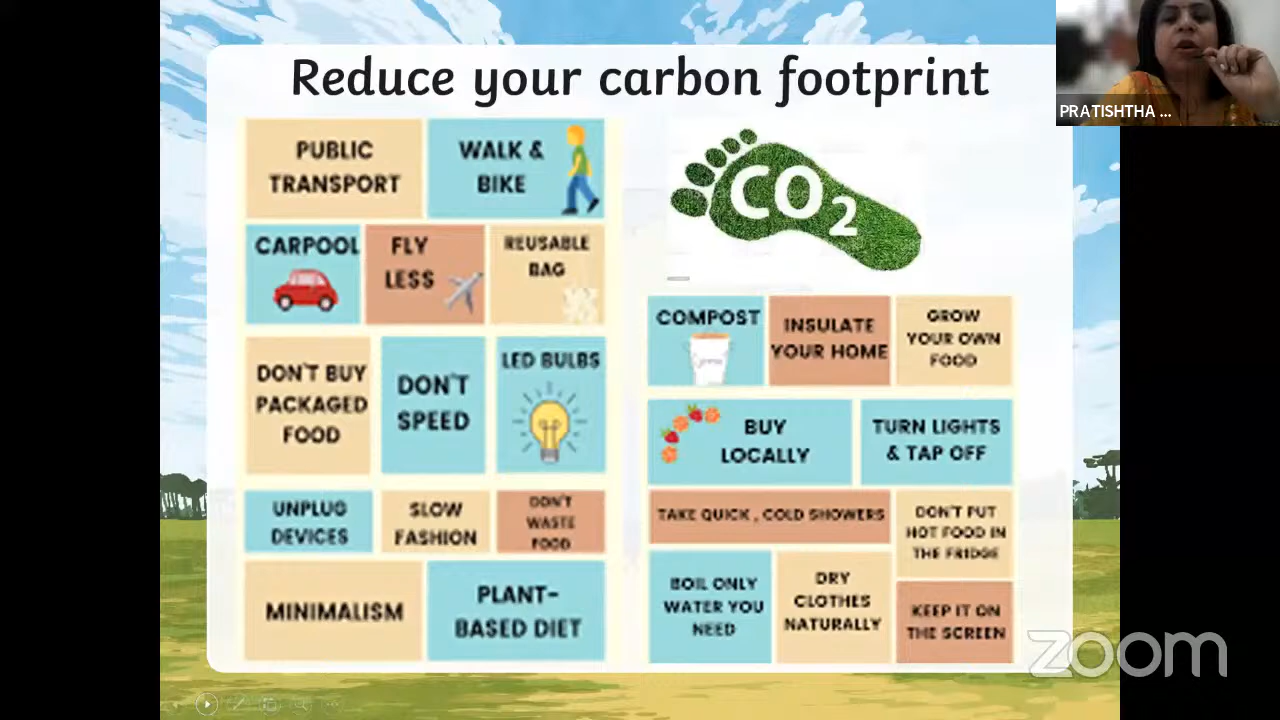 Reduce your carbon footprint
PRATISHTHA ...
PUBLIC
TRANSPORT
WALK &
BIKE
CARPOOL
FLY
LESS
REUSABLE
BAG
DON'T BUY
PACKAGED
FOOD
DON'T
SPEED
LED BULBS
UNPLUG
DEVICES
SLOW
FASHION
DON'T
WASTE
FOOD
MINIMALISM
PLANT-
BASED DIET
CO2
COMPOST
INSULATE
YOUR HOME
GROW
YOUR OWN
FOOD
BUY
LOCALLY
TURN LIGHTS
& TAP OFF
TAKE QUICK , COLD SHOWERS
DON'T PUT
HOT FOOD IN
THE FRIDGE
BOIL ONLY
WATER YOU
NEED
DRY
CLOTHES
NATURALLY
KEEP IT ON
THE SCREEN
zoom